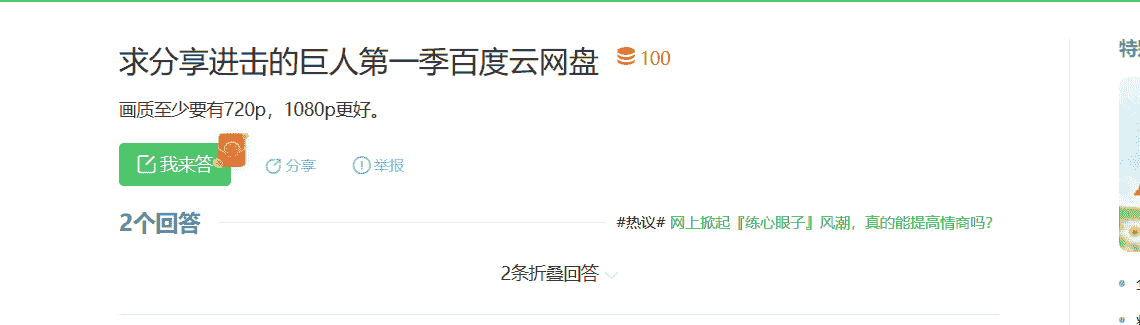 求分享进击的巨人第一季百度云网盘 100
画质至少要有720p，1080p更好。
我来答 分享 举报
2个回答 #热议# 网上掀起『练心眼子』风潮，真的能提高情商吗？
2条折叠回答